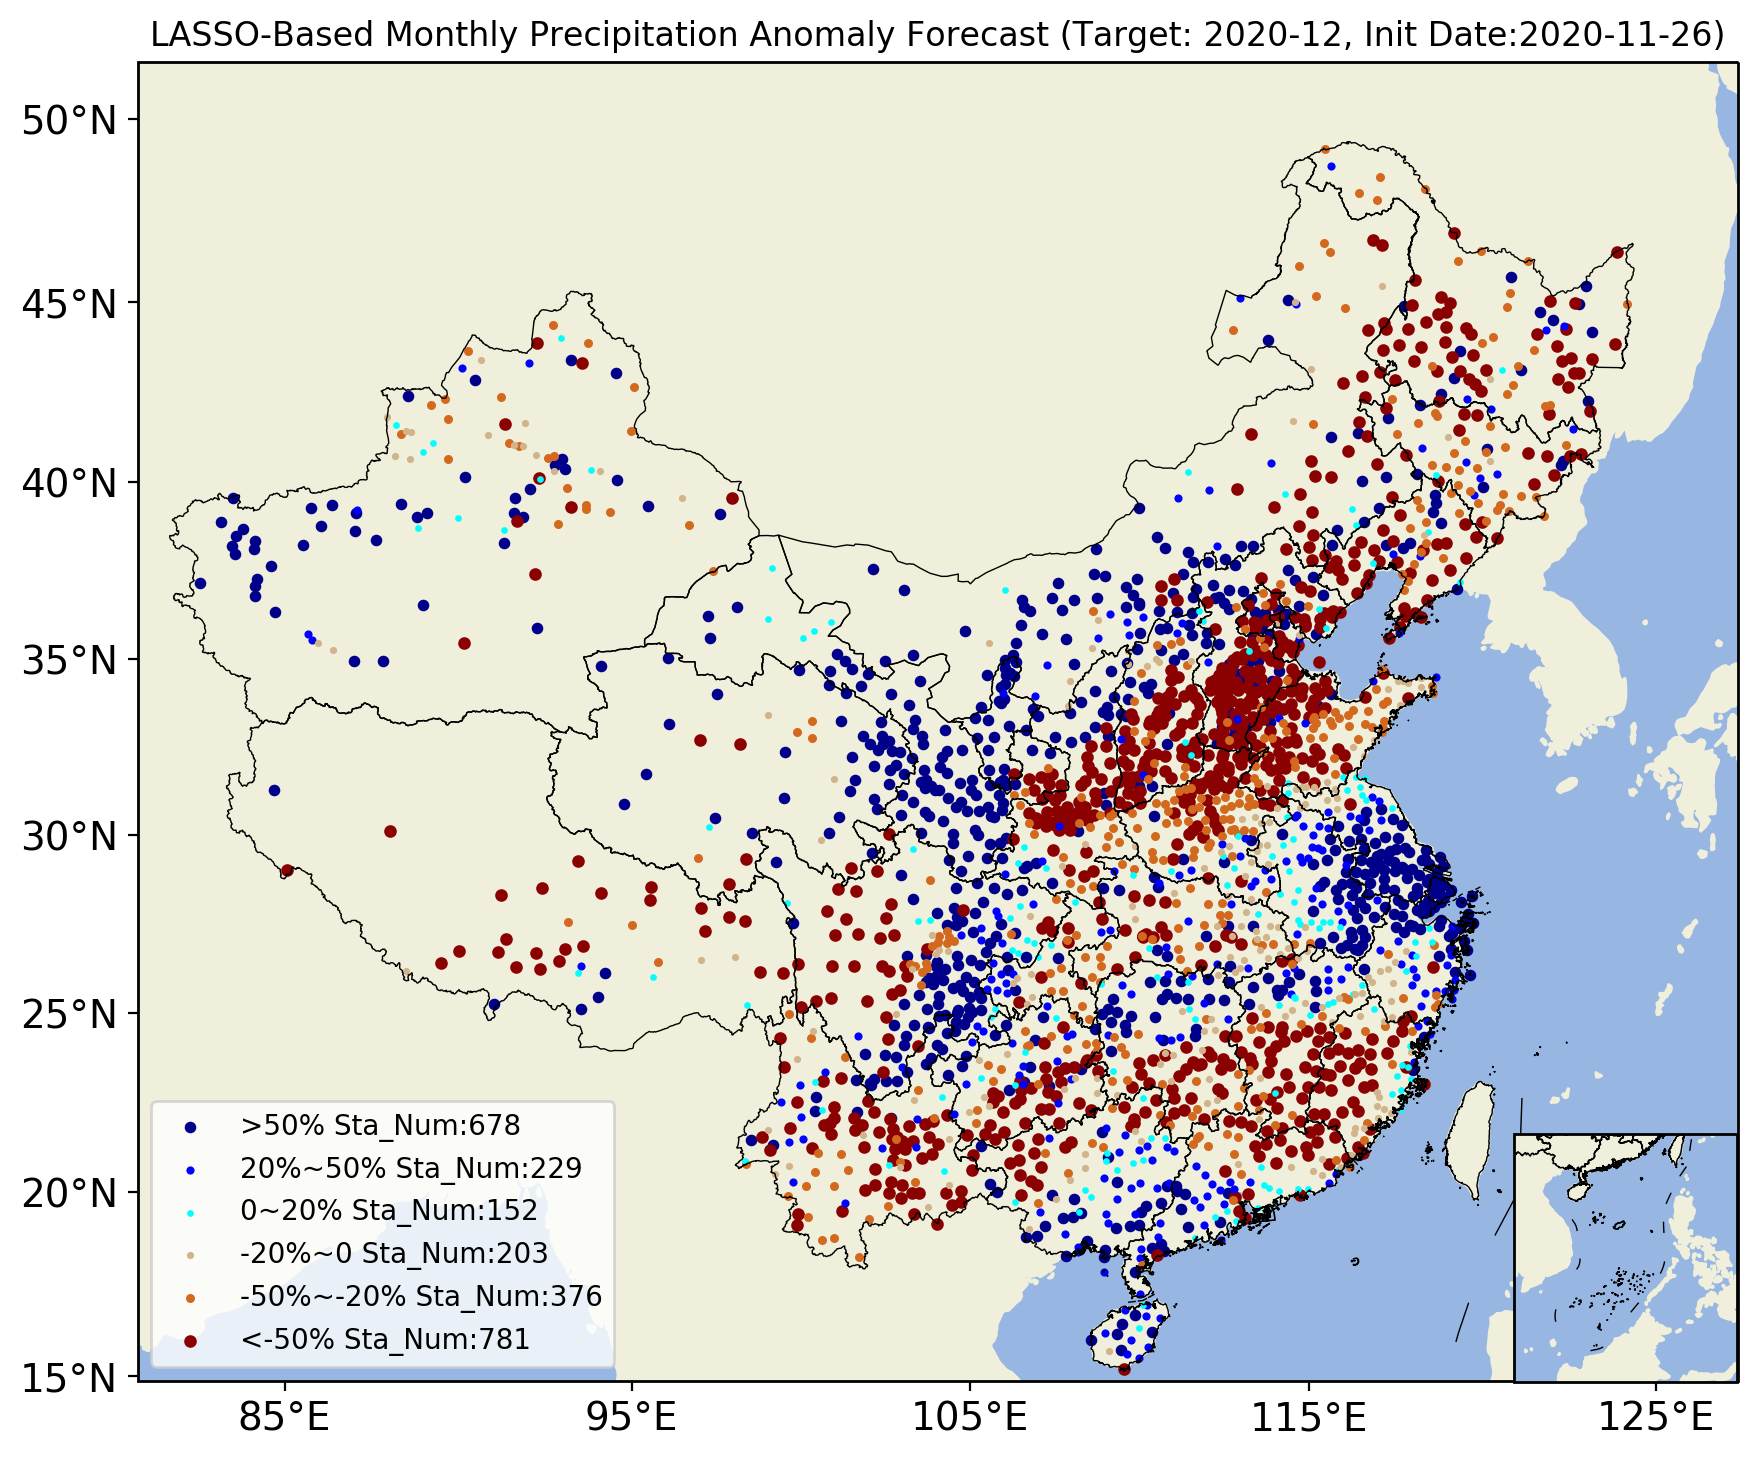 LASSO-Based Monthly Precipitation Anomaly Forecast (Target: 2020-12, Init Date:2020-11-26)
50°N
45°N
40°N
35°N
30°N
25°N
20°N
15°N
>50% Sta_Num:678
20%~50% Sta_Num:229
0~20% Sta_Num:152
-20%~0 Sta_Num:203
-50%~-20% Sta_Num:376
<-50% Sta_Num:781
85°E
95°E
105°E
115°E
125°E